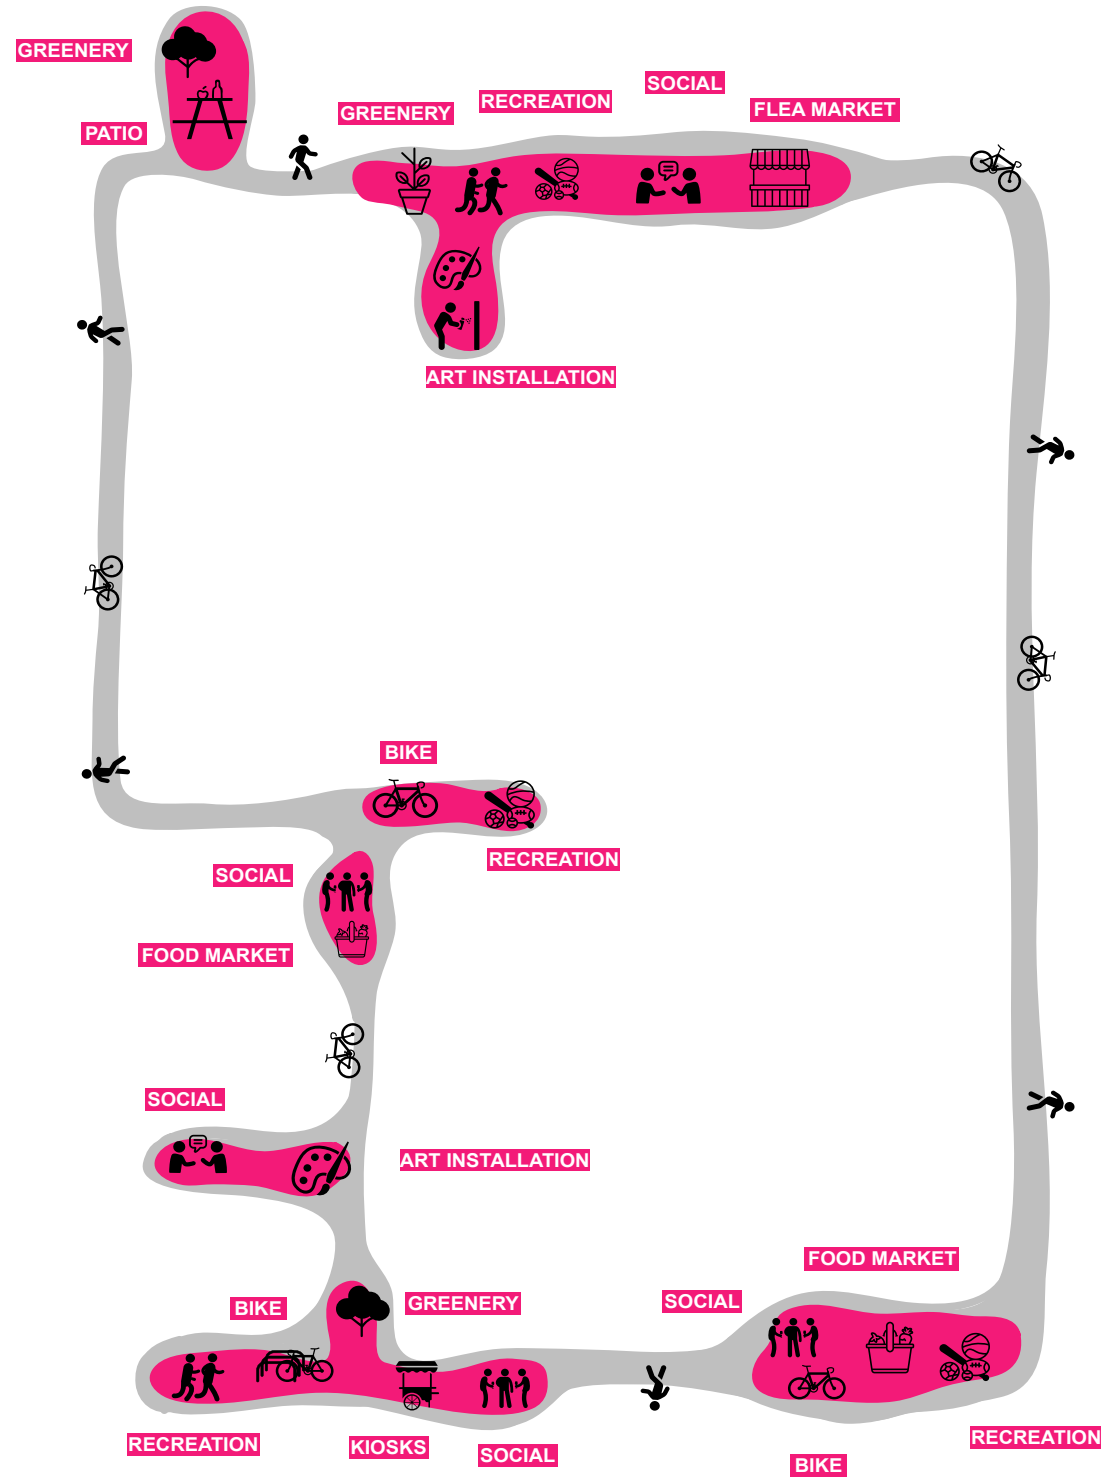 GREENERY
SOCIAL
RECREATION
FLEA MARKET
GREENERY
PATIO
ART INSTALLATION
BIKE
RECREATION
SOCIAL
FOOD MARKET
SOCIAL
ART INSTALLATION
FOOD MARKET
SOCIAL
GREENERY
BIKE
RECREATION
KIOSKS
SOCIAL
RECREATION
BIKE